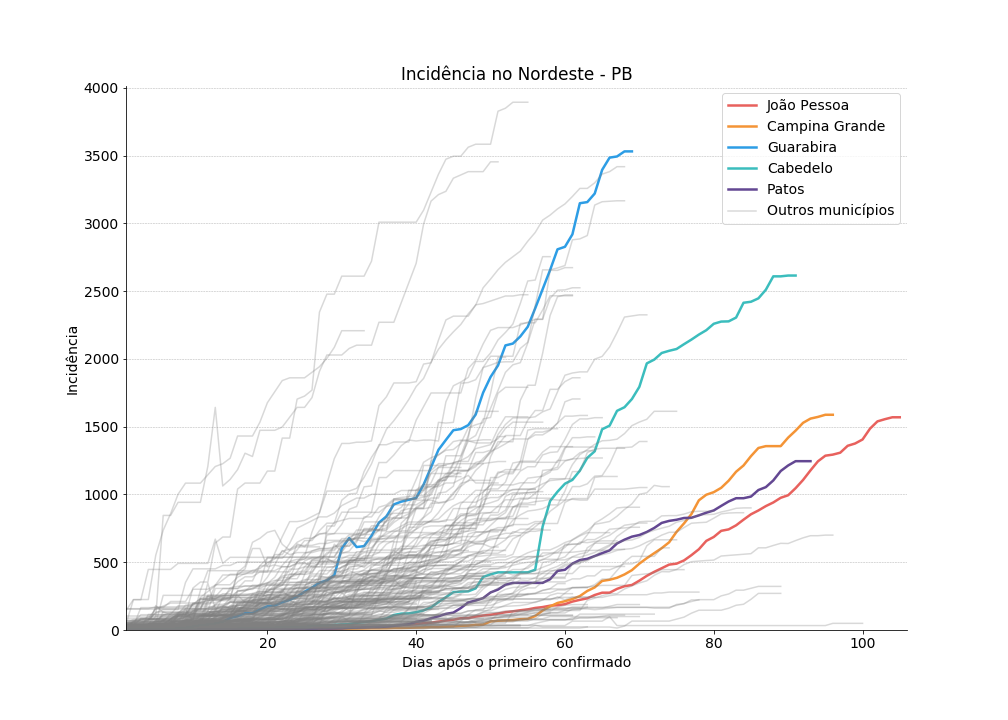 Incidência no Nordeste - PB
4000
3500
3000
2500
2000
1500
1000
500
0
Incidência
20
40
60
80
100
Dias após o primeiro confirmado
João Pessoa
Campina Grande
Guarabira
Cabedelo
Patos
Outros municípios